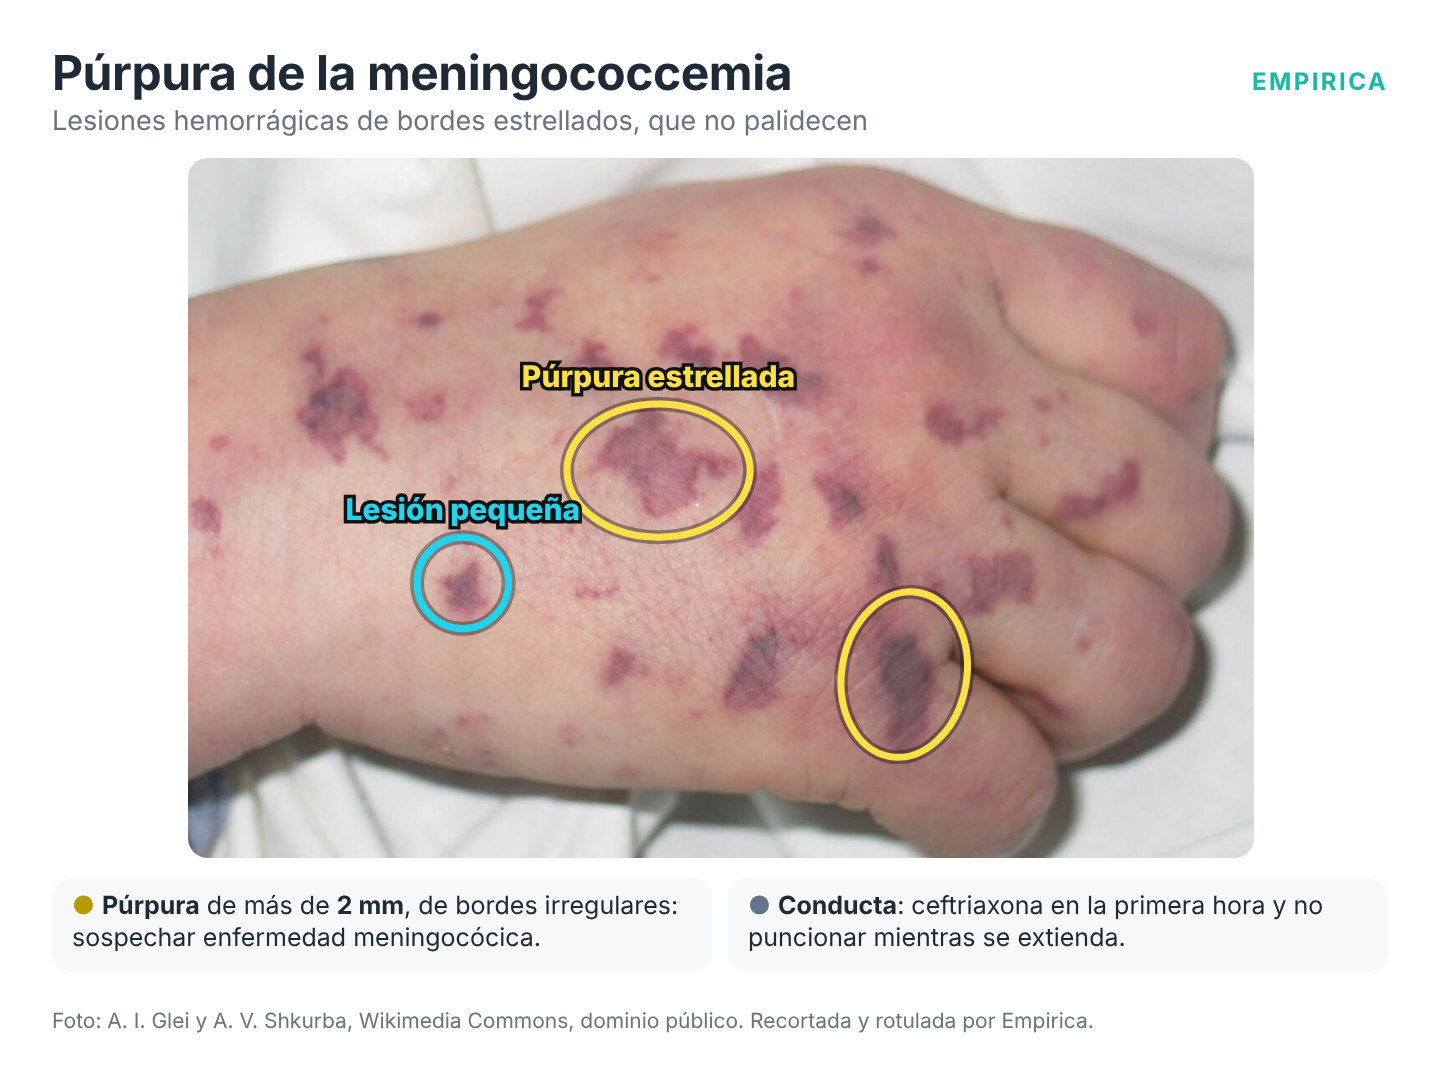 Púrpura de la meningococcemia
EMPIRICA
Lesiones hemorrágicas de bordes estrellados, que no palidecen
Púrpura estrellada
Lesión pequeña
Púrpura de más de 2 mm, de bordes irregulares:
sospechar enfermedad meningocócica.
Conducta: ceftriaxona en la primera hora y no
puncionar mientras se extienda.
Foto: A. I. Glei y A. V. Shkurba, Wikimedia Commons, dominio público. Recortada y rotulada por Empirica.